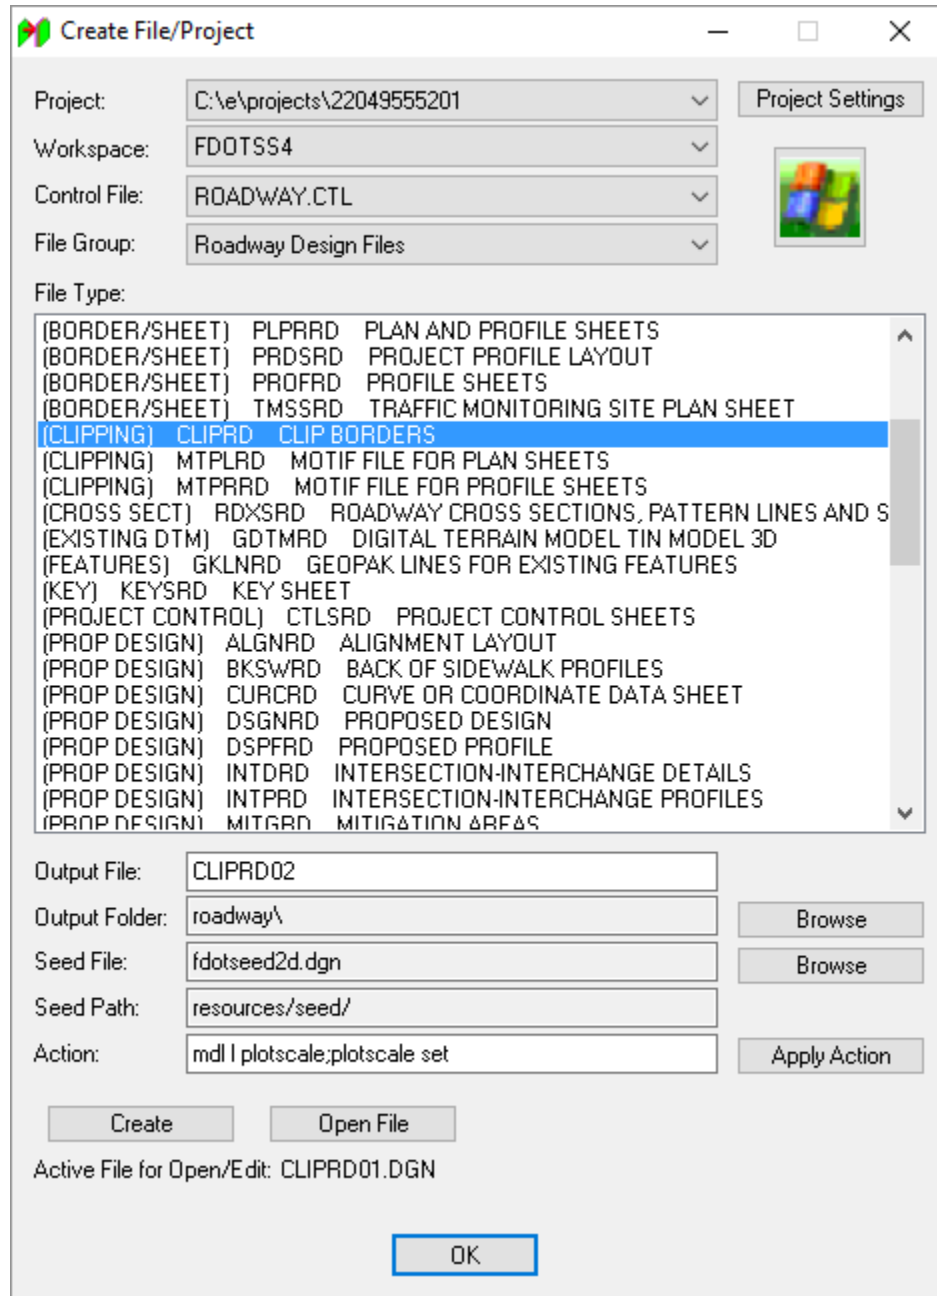 Create File/Project
Project: C:\e\projects\22049555201 Project Settings
Workspace: FDOTSS4
Control File: ROADWAY.CTL
File Group: Roadway Design Files
File Type:
(BORDER/SHEET) PLPRRD PLAN AND PROFILE SHEETS
(BORDER/SHEET) PRDSRD PROJECT PROFILE LAYOUT
(BORDER/SHEET) PROFRD PROFILE SHEETS
(BORDER/SHEET) TMSSRD TRAFFIC MONITORING SITE PLAN SHEET
(CLIPPING) CLIPRD CLIP BORDERS
(CLIPPING) MTPLRD MOTIF FILE FOR PLAN SHEETS
(CLIPPING) MTPRRD MOTIF FILE FOR PROFILE SHEETS
(CROSS SECT) RDXSRD ROADWAY CROSS SECTIONS, PATTERN LINES AND S
(EXISTING DTM) GDTMRD DIGITAL TERRAIN MODEL TIN MODEL 3D
(FEATURES) GKLNRD GEOPAK LINES FOR EXISTING FEATURES
(KEY) KEYSRD KEY SHEET
(PROJECT CONTROL) CTLSRD PROJECT CONTROL SHEETS
(PROP DESIGN) ALGNRD ALIGNMENT LAYOUT
(PROP DESIGN) BKSWRD BACK OF SIDEWALK PROFILES
(PROP DESIGN) CURCRD CURVE OR COORDINATE DATA SHEET
(PROP DESIGN) DSGNRD PROPOSED DESIGN
(PROP DESIGN) DSPFRD PROPOSED PROFILE
(PROP DESIGN) INTDRD INTERSECTION-INTERCHANGE DETAILS
(PROP DESIGN) INTPRD INTERSECTION-INTERCHANGE PROFILES
(PROP DESIGN) MITGRD MITIGATION AREAS
Output File: CLIPRD02
Output Folder: roadway\ Browse
Seed File: fdotseed2d.dgn Browse
Seed Path: resources/seed/
Action: mdl l plotscale;plotscale set Apply Action
Create Open File
Active File for Open/Edit: CLIPRD01.DGN
OK